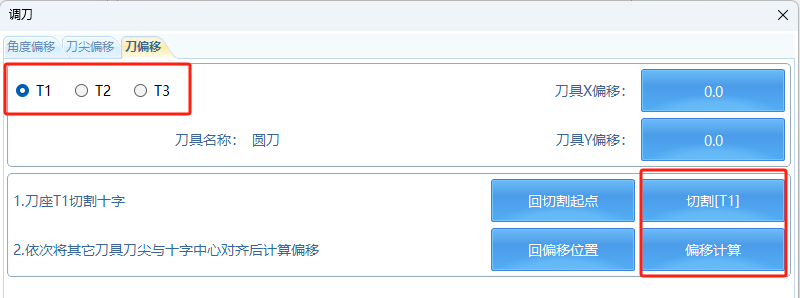 调刀
角度偏移 刀尖偏移 刀偏移
T1 T2 T3 刀具X偏移： 0.0
刀具名称： 圆刀 刀具Y偏移： 0.0
1.刀座T1切割十字 回切割起点 切割[T1]
2.依次将其它刀具刀尖与十字中心对齐后计算偏移 回偏移位置 偏移计算